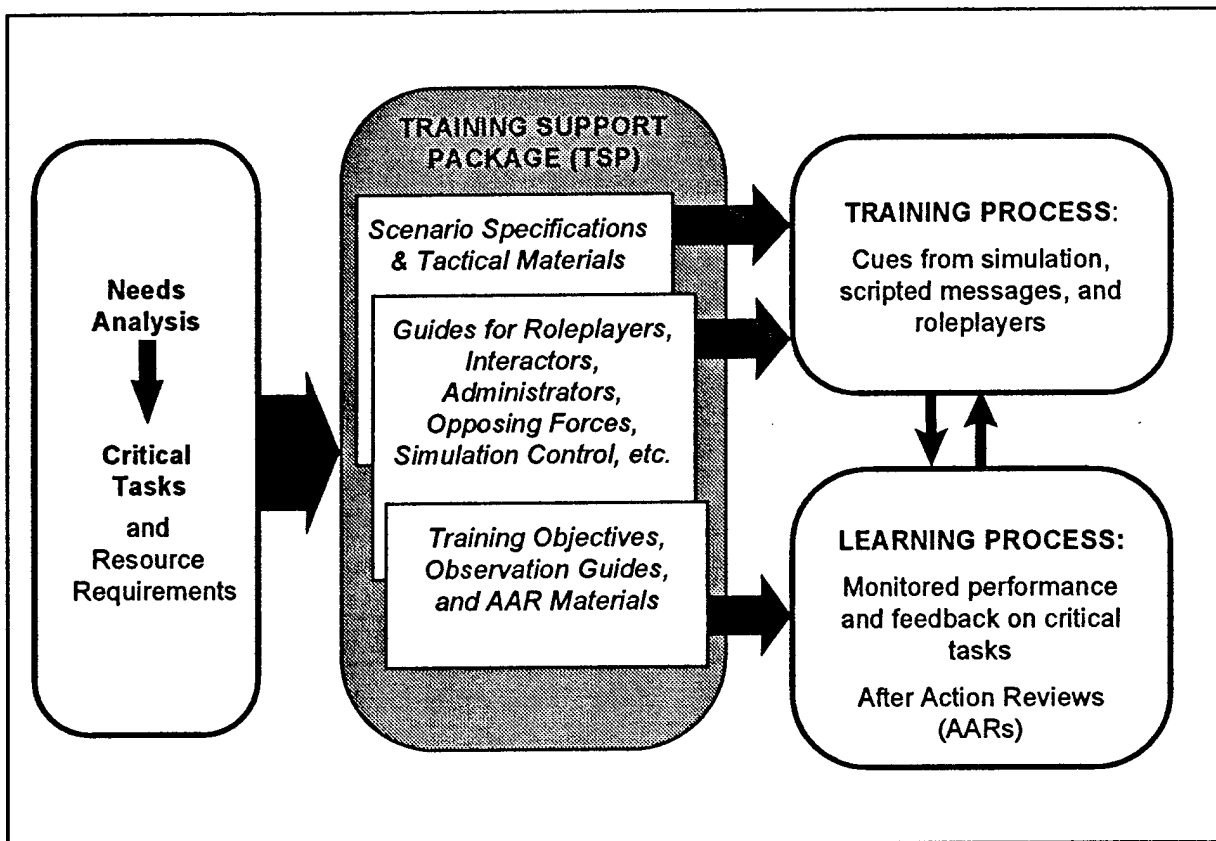 Needs
Analysis
Critical
Tasks
and
Resource
Requirements
TRAINING SUPPORT
PACKAGE (TSP)
Scenario Specifications
& Tactical Materials
Guides for Roleplayers,
Interactors,
Administrators,
Opposing Forces,
Simulation Control, etc.
Training Objectives,
Observation Guides,
and AAR Materials
TRAINING PROCESS:
Cues from simulation,
scripted messages, and
roleplayers
LEARNING PROCESS:
Monitored performance
and feedback on critical
tasks
After Action Reviews
(AARs)